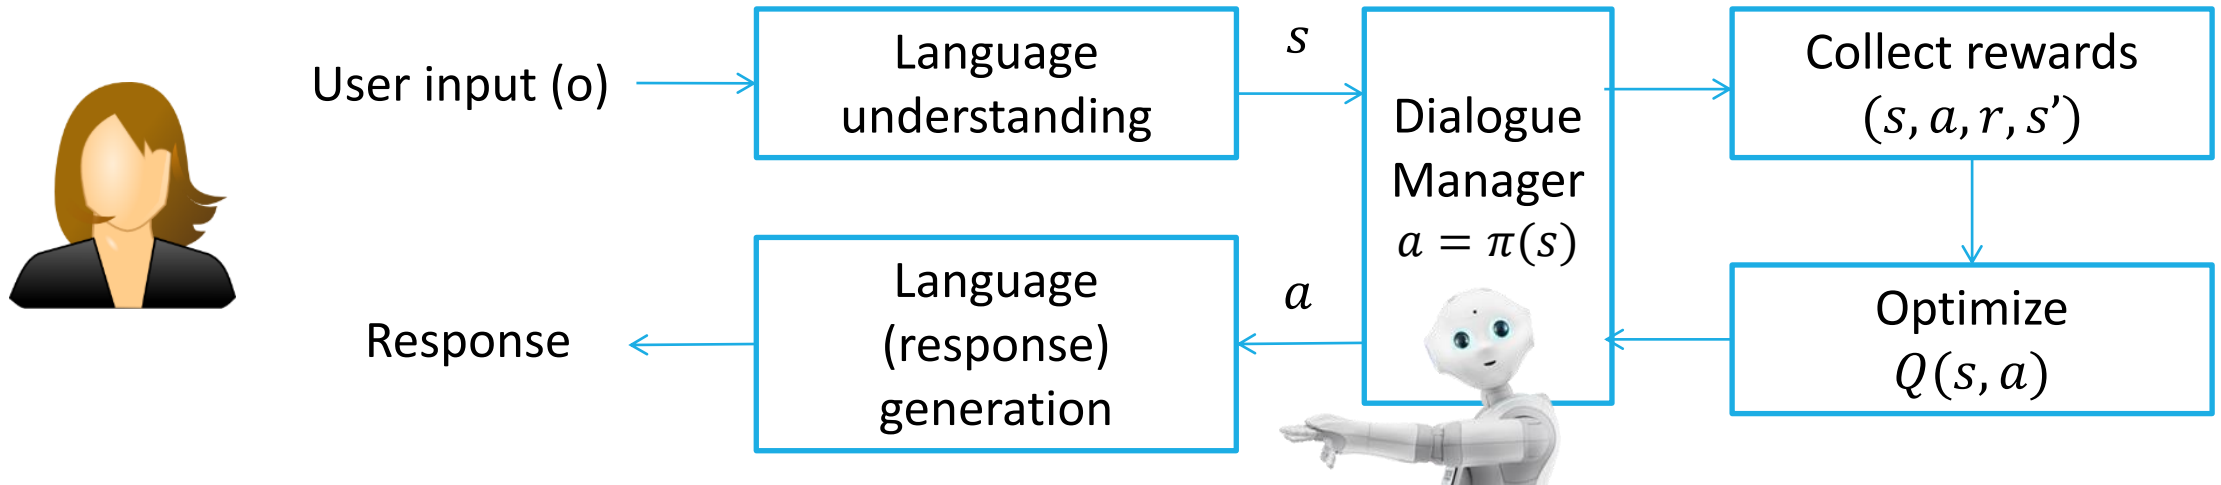 User input (o)
Language
understanding
s
Dialogue
Manager
a = π(s)
Collect rewards
(s, a, r, s’)
Optimize
Q(s, a)
a
Language
(response)
generation
Response